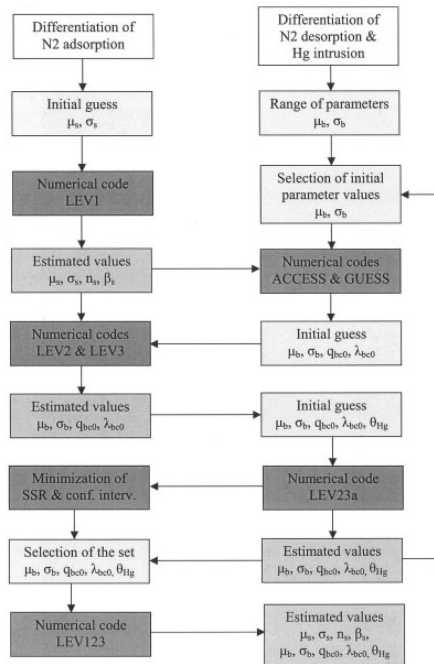 Differentiation of
N2 adsorption
Differentiation of
N2 desorption &
Hg intrusion
Initial guess
μs, σs
Range of parameters
μb, σb
Numerical code
LEV1
Selection of initial
parameter values
μb, σb
Estimated values
μs, σs, ns, βs
Numerical codes
ACCESS & GUESS
Numerical codes
LEV2 & LEV3
Initial guess
μb, σb, qbc0, λbc0
Estimated values
μb, σb, qbc0, λbc0
Initial guess
μb, σb, qbc0, λbc0, θHg
Minimization of
SSR & conf. interv.
Numerical code
LEV23a
Selection of the set
μb, σb, qbc0, λbc0, θHg
Estimated values
μb, σb, qbc0, λbc0, θHg
Numerical code
LEV123
Estimated values
μs, σs, ns, βs,
μb, σb, qbc0, λbc0, θHg